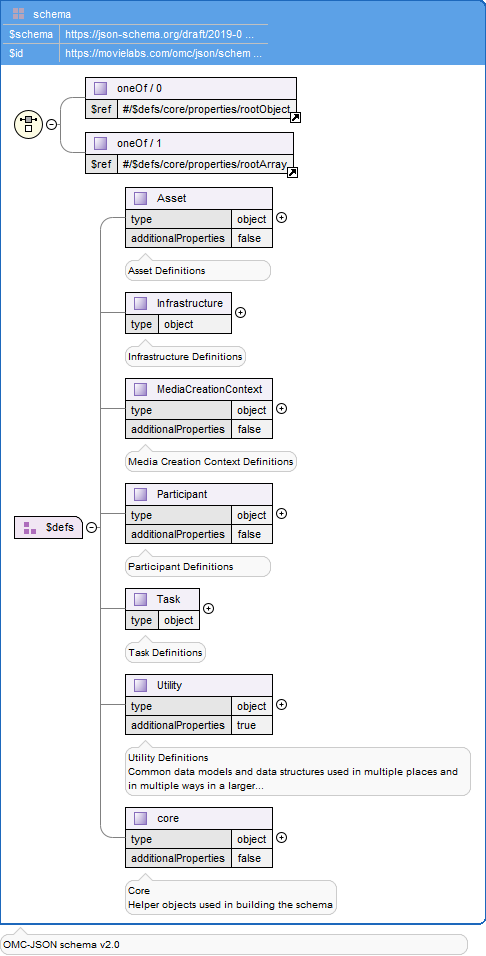 schema
$schema https://json-schema.org/draft/2019-0 ...
$id https://movielabs.com/omc/json/schem ...
oneOf / 0
$ref #/$defs/core/properties/rootObject
oneOf / 1
$ref #/$defs/core/properties/rootArray
Asset
type object
additionalProperties false
Asset Definitions
Infrastructure
type object
Infrastructure Definitions
MediaCreationContext
type object
additionalProperties false
Media Creation Context Definitions
Participant
type object
additionalProperties false
Participant Definitions
$defs
Task
type object
Task Definitions
Utility
type object
additionalProperties true
Utility Definitions
Common data models and data structures used in multiple places and
in multiple ways in a larger...
core
type object
additionalProperties false
Core
Helper objects used in building the schema
OMC-JSON schema v2.0